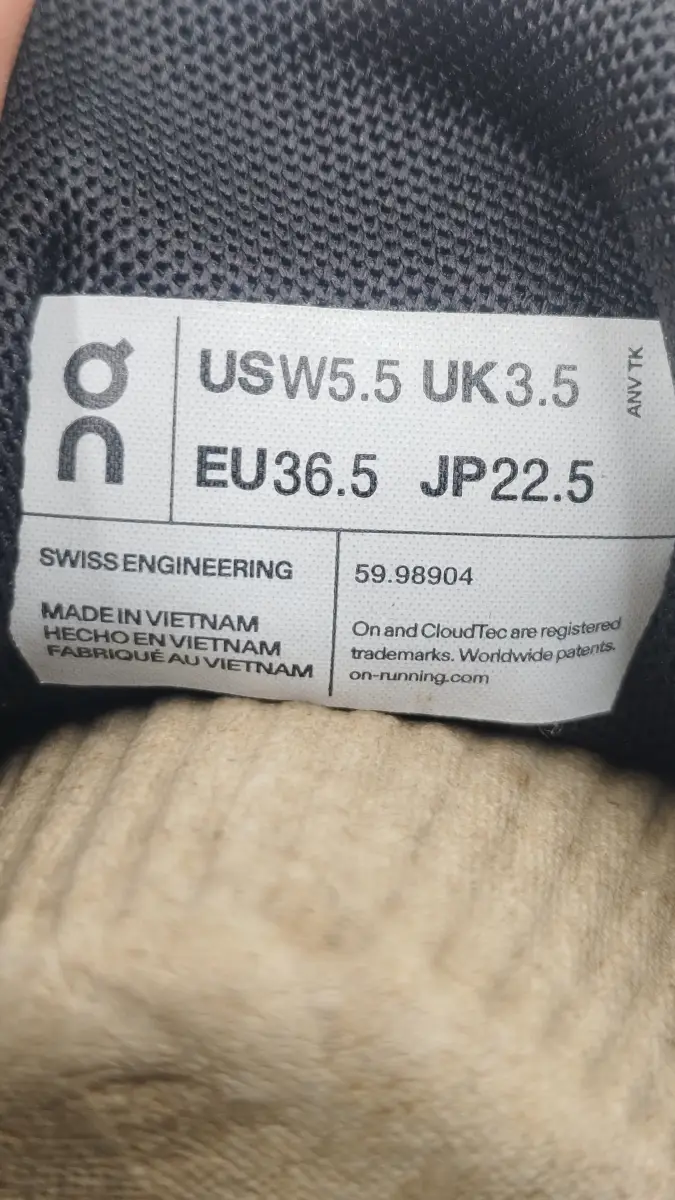 On
USW5.5 UK3.5
EU36.5 JP22.5
ANV TK
SWISS ENGINEERING
MADE IN VIETNAM
HECHO EN VIETNAM
FABRIQUÉ AU VIETNAM
59.98904
On and CloudTec are registered
trademarks. Worldwide patents.
on-running.com